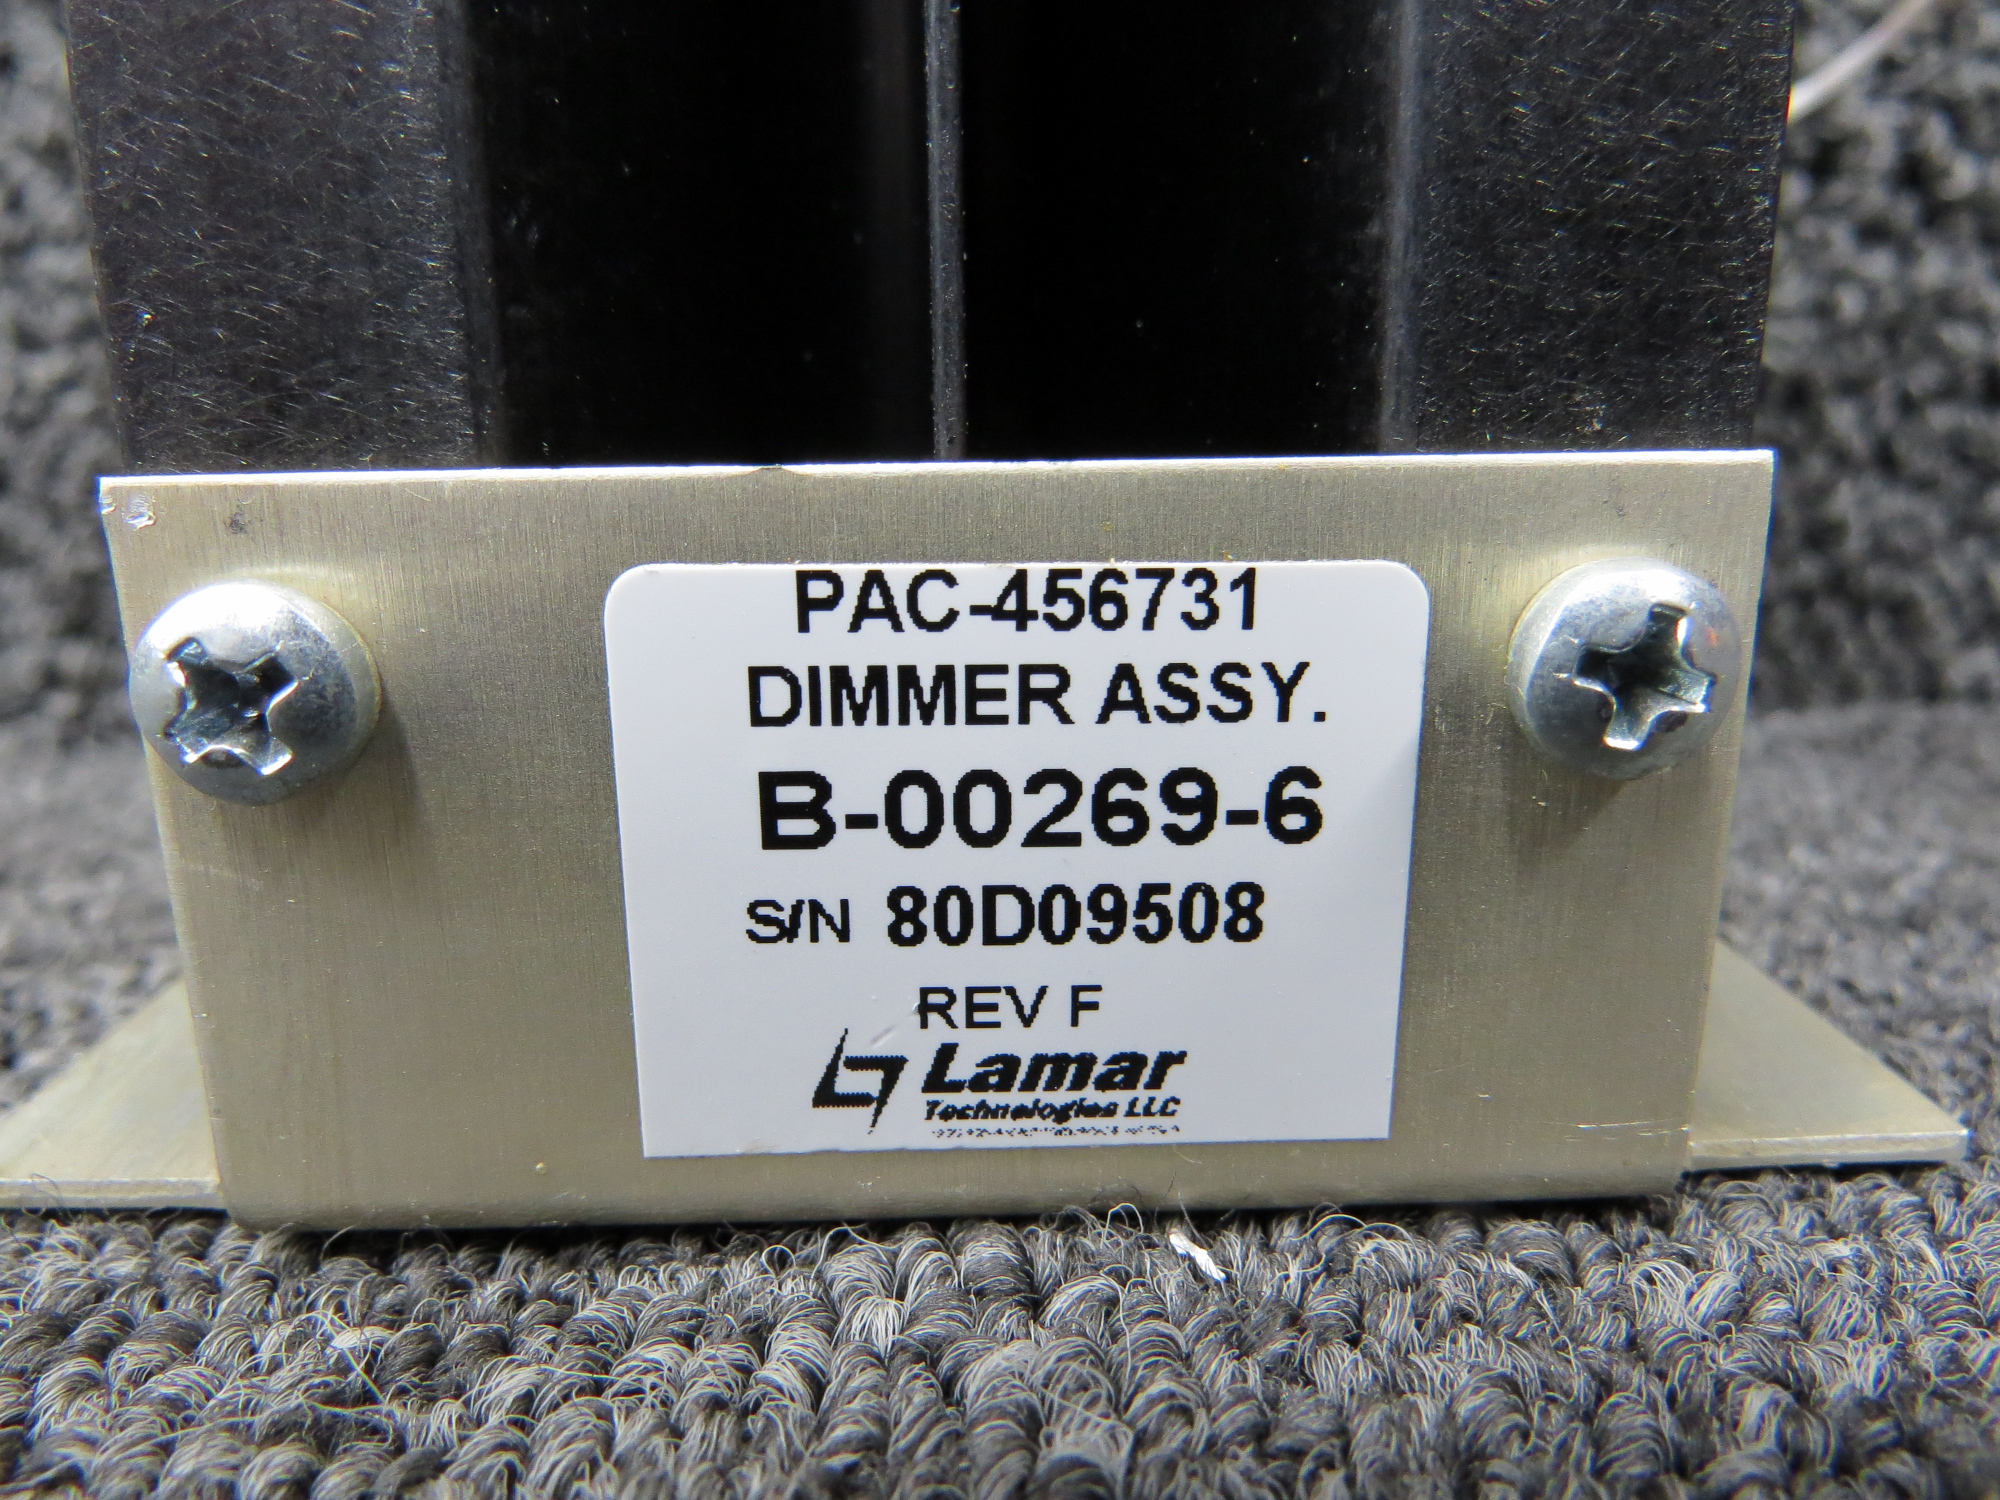 PAC-456731
DIMMER ASSY.
B-00269-6
S/N 80D09508
REV F
Lamar
Technologies LLC